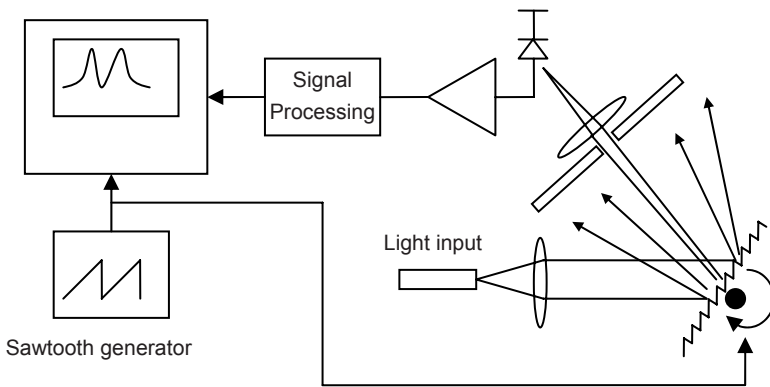 Signal
Processing
Light input
Sawtooth generator